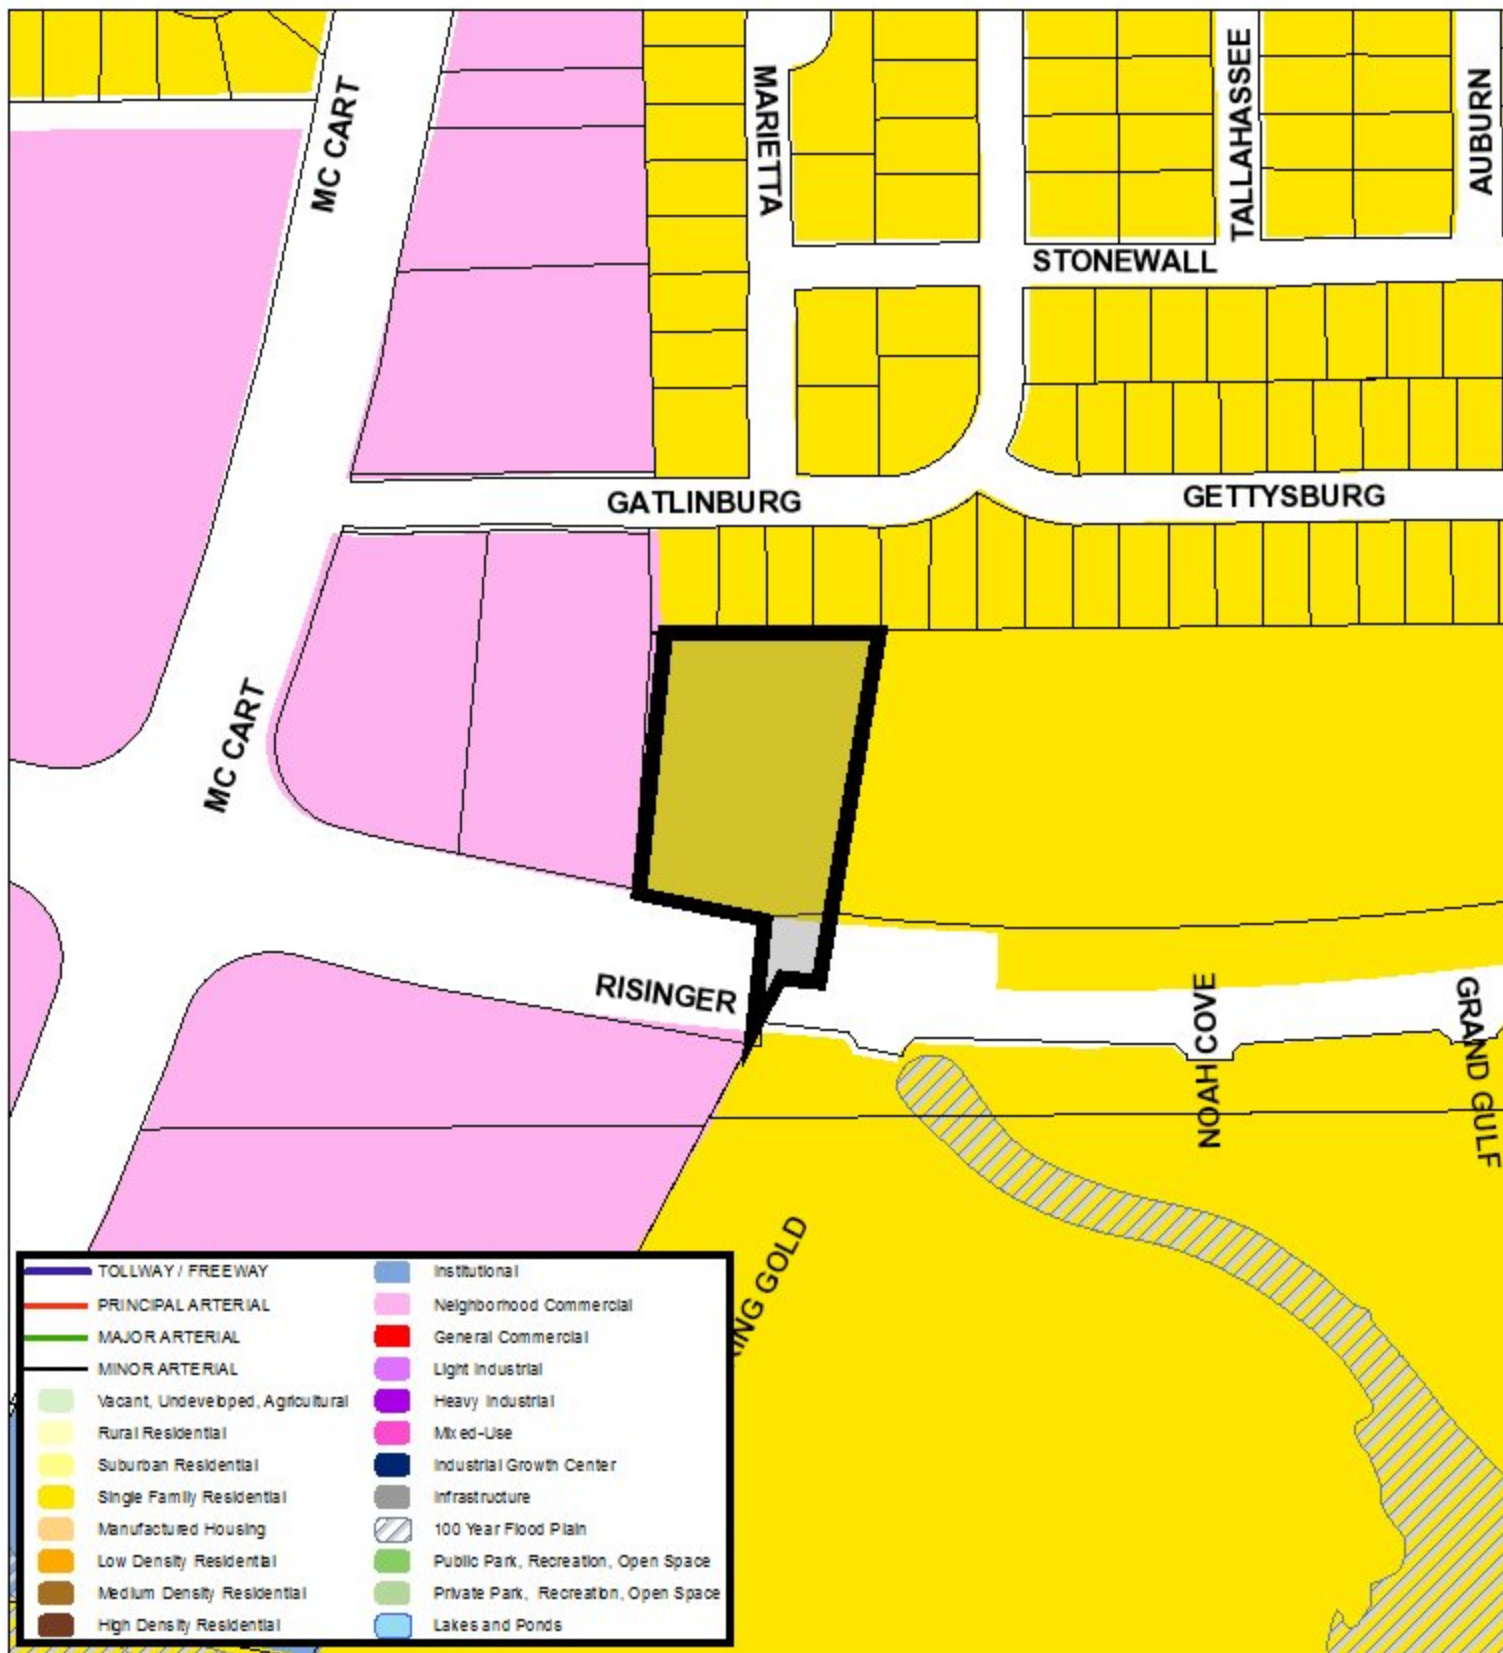 MC CART
MARIETTA
TALLAHASSEE
AUBURN
STONEWALL
GATLINBURG
GETTYSBURG
MC CART
RISINGER
NOAH COVE
GRAND GULF
GOLD
TOLLWAY / FREEWAY
PRINCIPAL ARTERIAL
MAJOR ARTERIAL
MINOR ARTERIAL
Vacant, Undeveloped, Agricultural
Rural Residential
Suburban Residential
Single Family Residential
Manufactured Housing
Low Density Residential
Medium Density Residential
High Density Residential
Institutional
Neighborhood Commercial
General Commercial
Light Industrial
Heavy Industrial
Mixed-Use
Industrial Growth Center
Infrastructure
100 Year Flood Plain
Public Park, Recreation, Open Space
Private Park, Recreation, Open Space
Lakes and Ponds